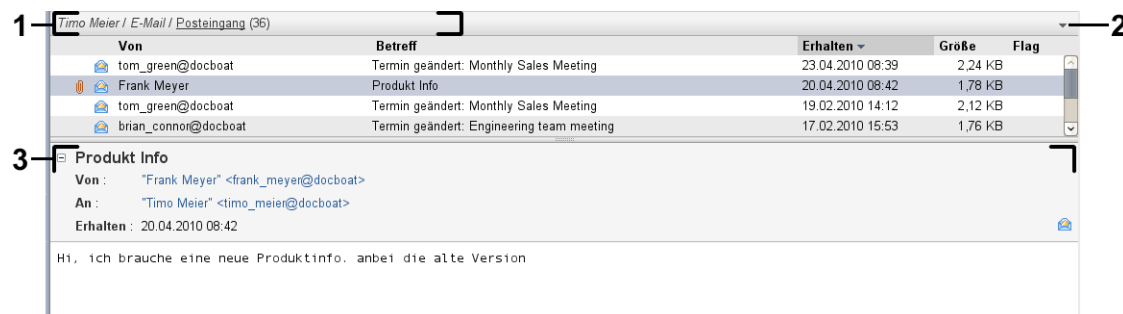 1 Timo Meier / E-Mail / Posteingang (36) 2
Von Betreff Erhalten Größe Flag
tom_green@docboat Termin geändert: Monthly Sales Meeting 23.04.2010 08:39 2,24 KB
Frank Meyer Produkt Info 20.04.2010 08:42 1,78 KB
tom_green@docboat Termin geändert: Monthly Sales Meeting 19.02.2010 14:12 2,12 KB
brian_connor@docboat Termin geändert: Engineering team meeting 17.02.2010 15:53 1,76 KB
3 Produkt Info
Von : "Frank Meyer" <frank_meyer@docboat>
An : "Timo Meier" <timo_meier@docboat>
Erhalten : 20.04.2010 08:42
Hi, ich brauche eine neue Produktinfo. anbei die alte Version